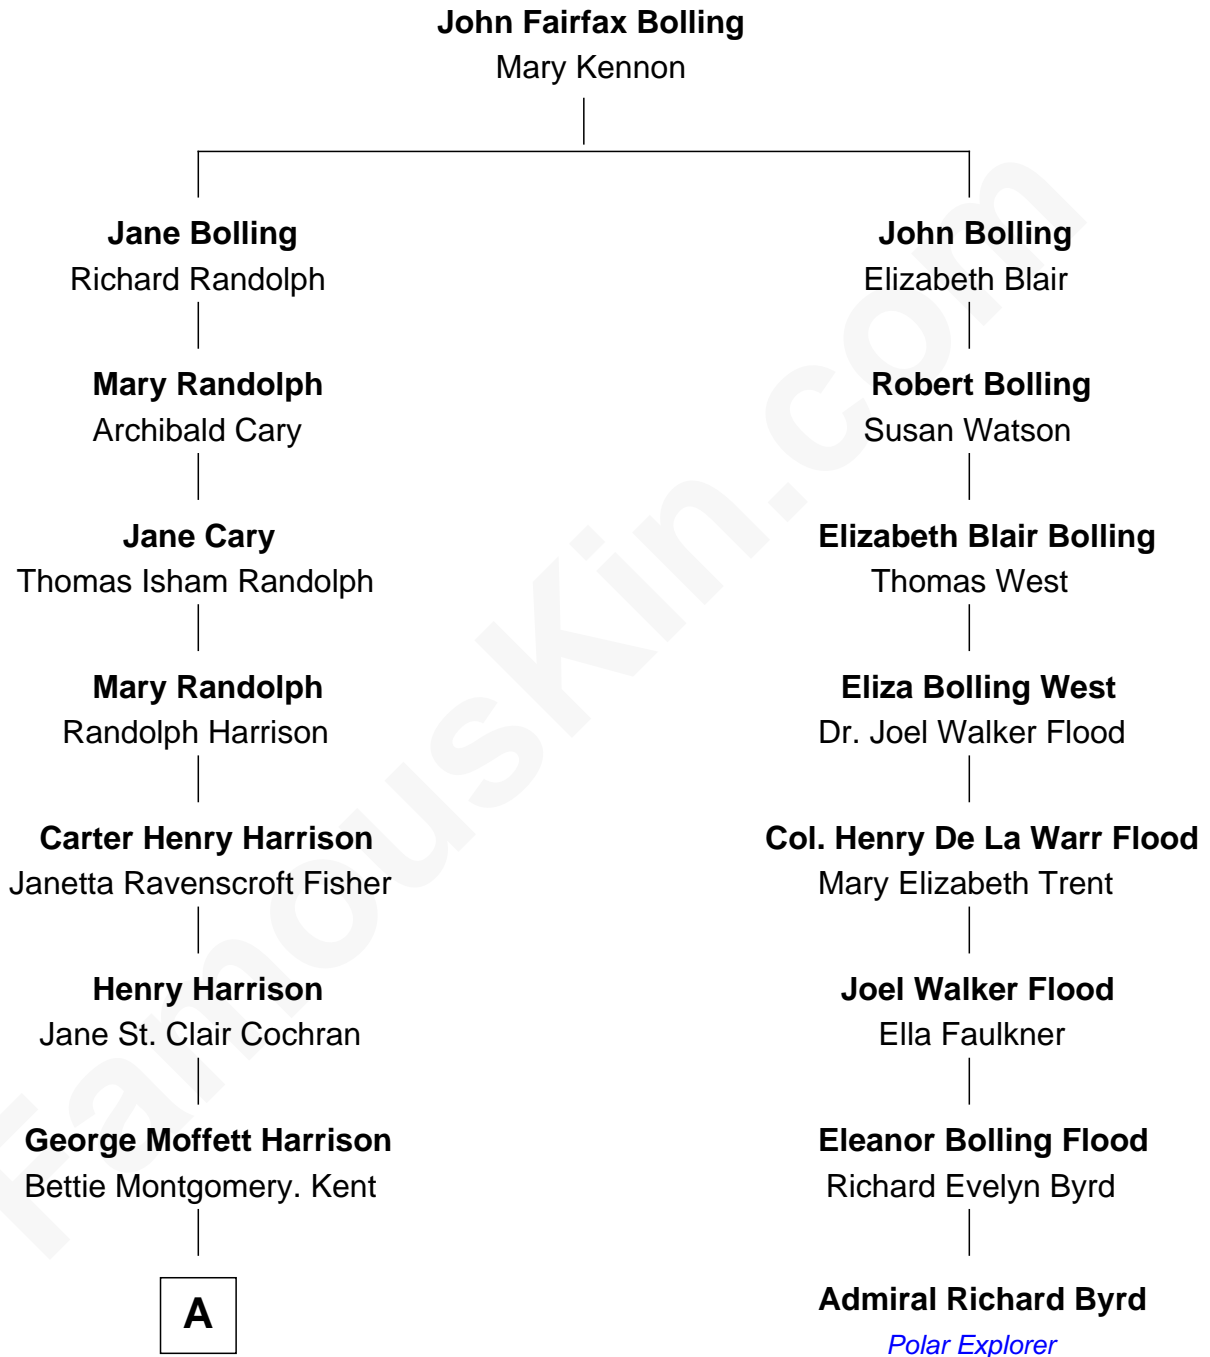 John Fairfax Bolling
Mary Kennon
Jane Bolling
Richard Randolph
Mary Randolph
Archibald Cary
Jane Cary
Thomas Isham Randolph
Mary Randolph
Randolph Harrison
Carter Henry Harrison
Janetta Ravenscroft Fisher
Henry Harrison
Jane St. Clair Cochran
George Moffett Harrison
Bettie Montgomery. Kent
A
John Bolling
Elizabeth Blair
Robert Bolling
Susan Watson
Elizabeth Blair Bolling
Thomas West
Eliza Bolling West
Dr. Joel Walker Flood
Col. Henry De La Warr Flood
Mary Elizabeth Trent
Joel Walker Flood
Ella Faulkner
Eleanor Bolling Flood
Richard Evelyn Byrd
Admiral Richard Byrd
Polar Explorer
FamousKin.com